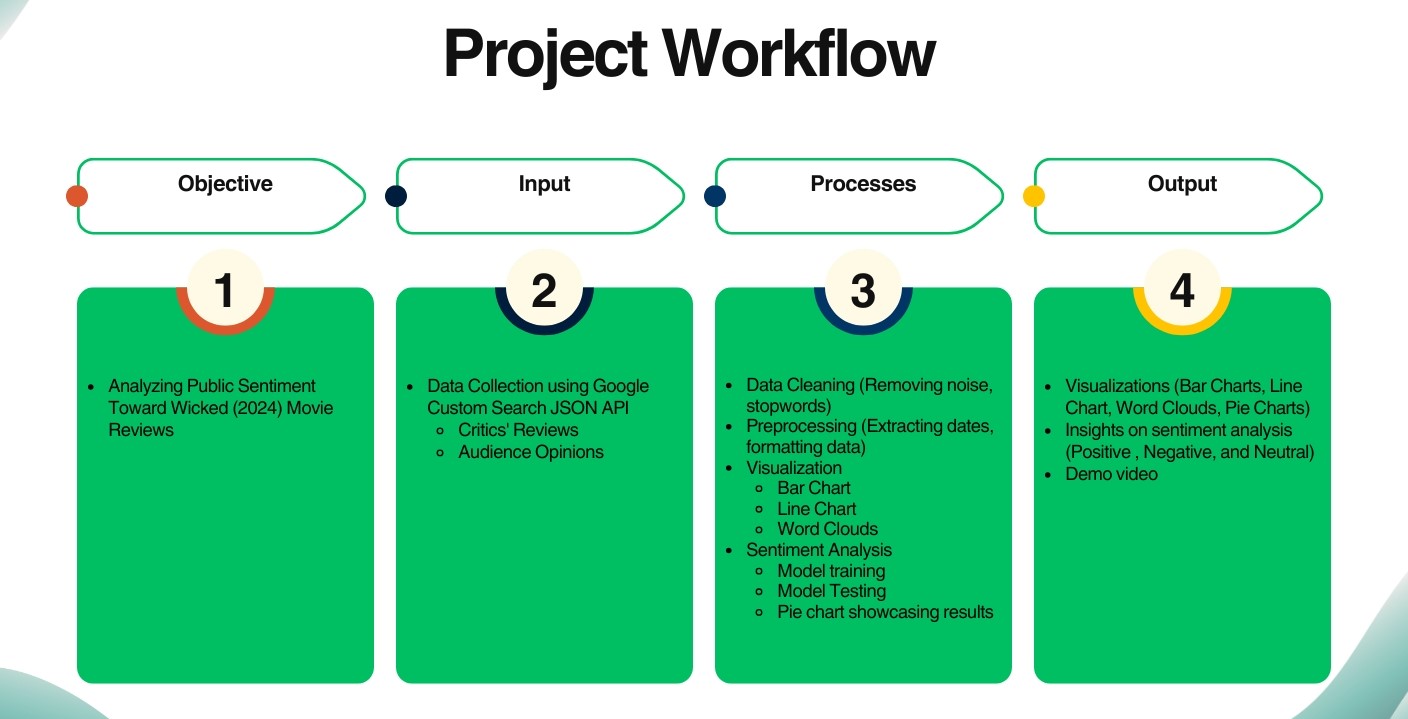 Project Workflow
Objective
Input
Processes
Output
1
2
3
4
• Analyzing Public Sentiment
Toward Wicked (2024) Movie
Reviews
• Data Collection using Google
Custom Search JSON API
◦ Critics' Reviews
◦ Audience Opinions
• Data Cleaning (Removing noise,
stopwords)
• Preprocessing (Extracting dates,
formatting data)
• Visualization
◦ Bar Chart
◦ Line Chart
◦ Word Clouds
• Sentiment Analysis
◦ Model training
◦ Model Testing
◦ Pie chart showcasing results
• Visualizations (Bar Charts, Line
Chart, Word Clouds, Pie Charts)
• Insights on sentiment analysis
(Positive , Negative, and Neutral)
• Demo video